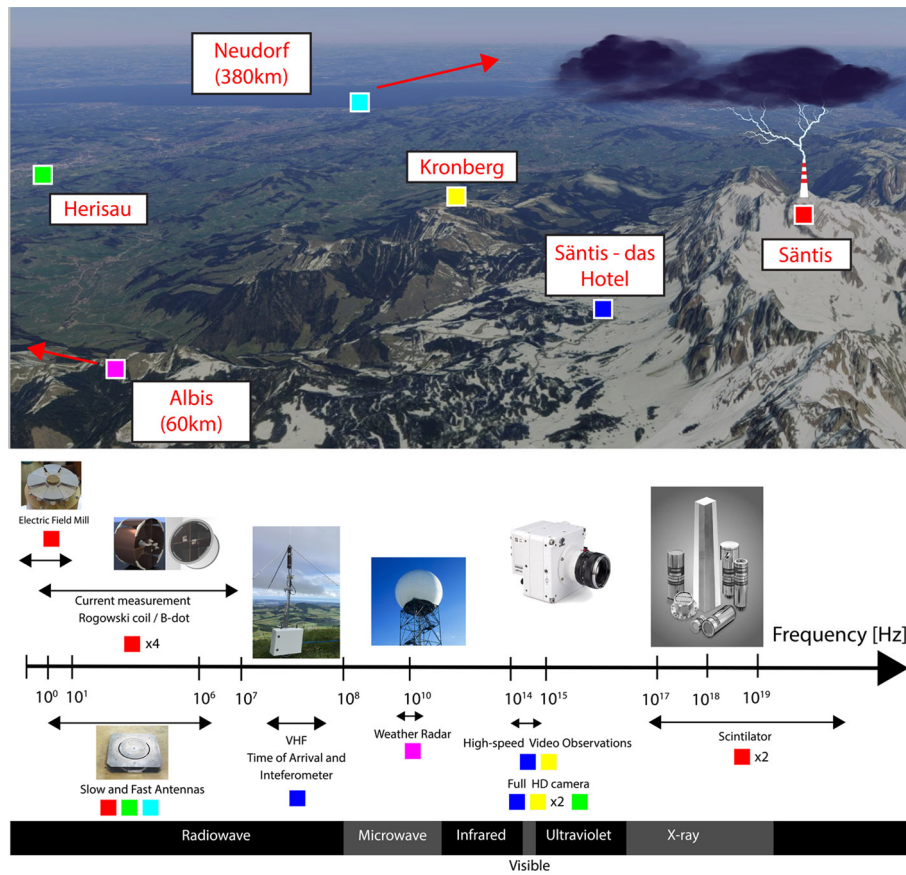 Neudorf
(380km)
Kronberg
Herisau
Säntis - das
Hotel
Säntis
Albis
(60km)
Electric Field Mill
Current measurement
Rogowski coil / B-dot
x4
Frequency [Hz]
10⁰
10¹
10⁶
10⁷
10⁸
10¹⁰
10¹⁴
10¹⁵
10¹⁷
10¹⁸
10¹⁹
VHF
Time of Arrival and
Inteferometer
Weather Radar
High-speed Video Observations
Scintilator
x2
Slow and Fast Antennas
Full HD camera
x2
Radiowave
Microwave
Infrared
Ultraviolet
X-ray
Visible